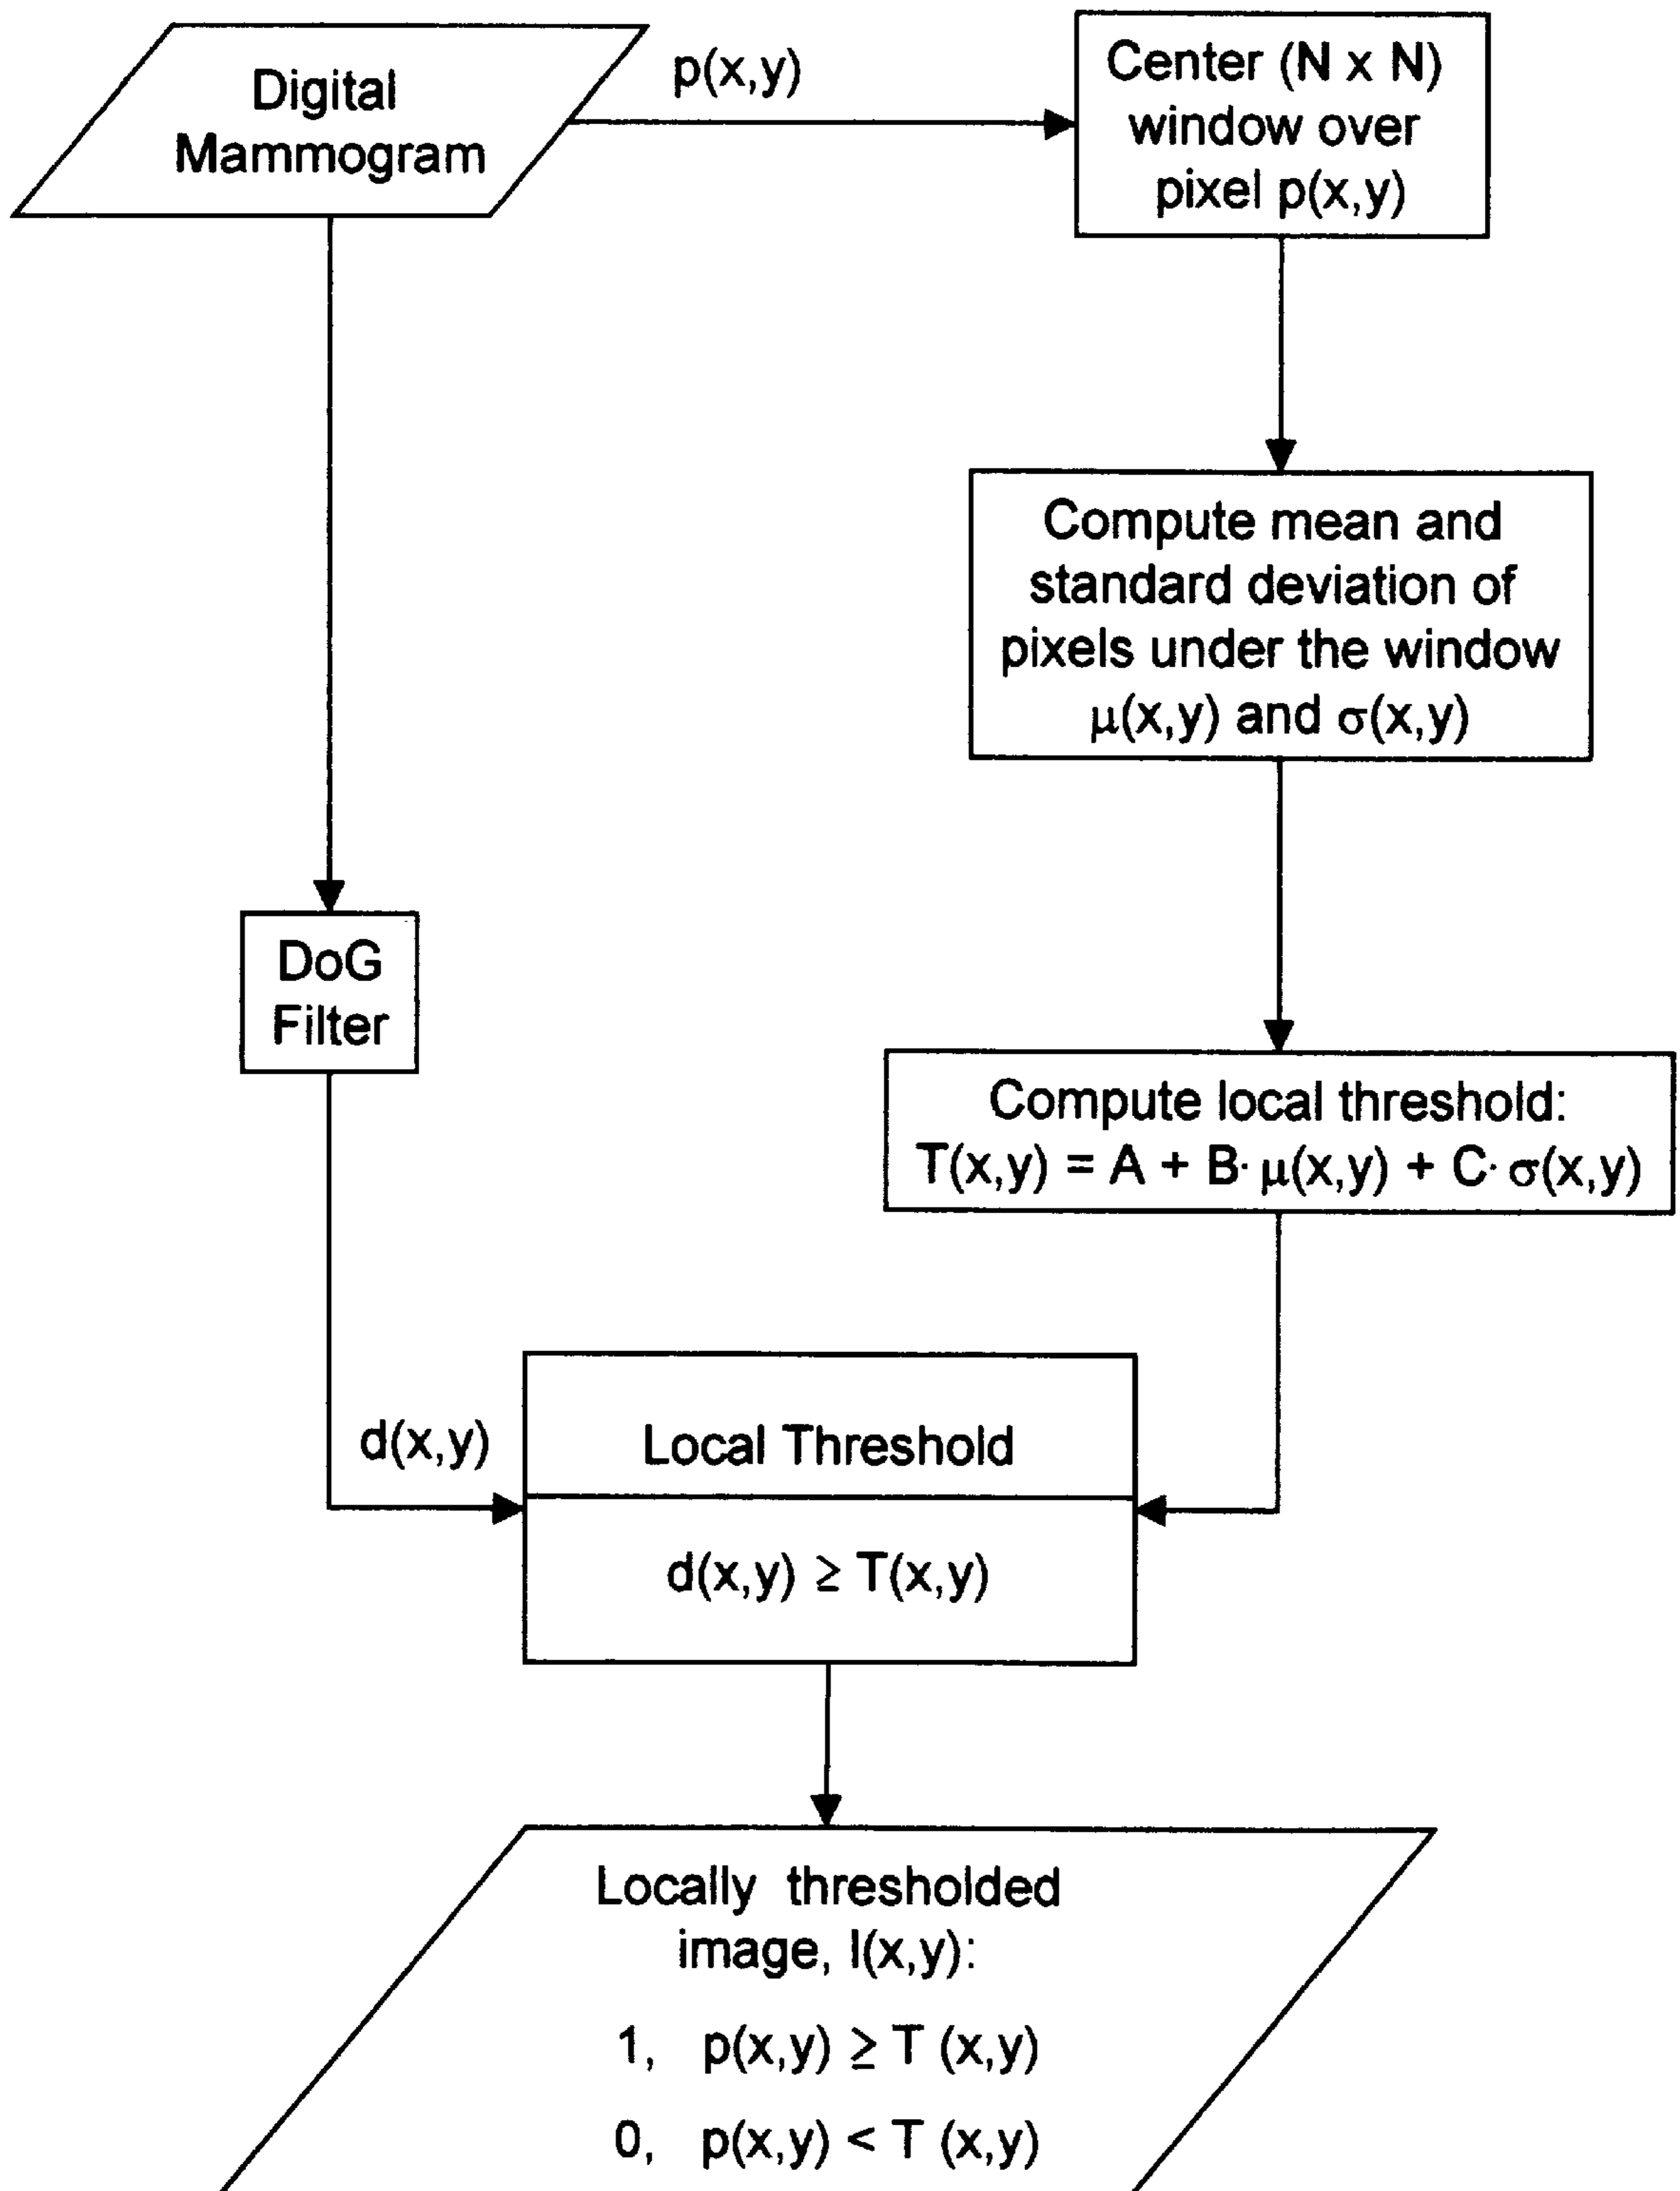 Digital
Mammogram
p(x,y)
Center (N x N)
window over
pixel p(x,y)
Compute mean and
standard deviation of
pixels under the window
μ(x,y) and σ(x,y)
DoG
Filter
Compute local threshold:
T(x,y) = A + B· μ(x,y) + C· σ(x,y)
d(x,y)
Local Threshold
d(x,y) ≥ T(x,y)
Locally thresholded
image, I(x,y):
1, p(x,y) ≥ T (x,y)
0, p(x,y) < T (x,y)